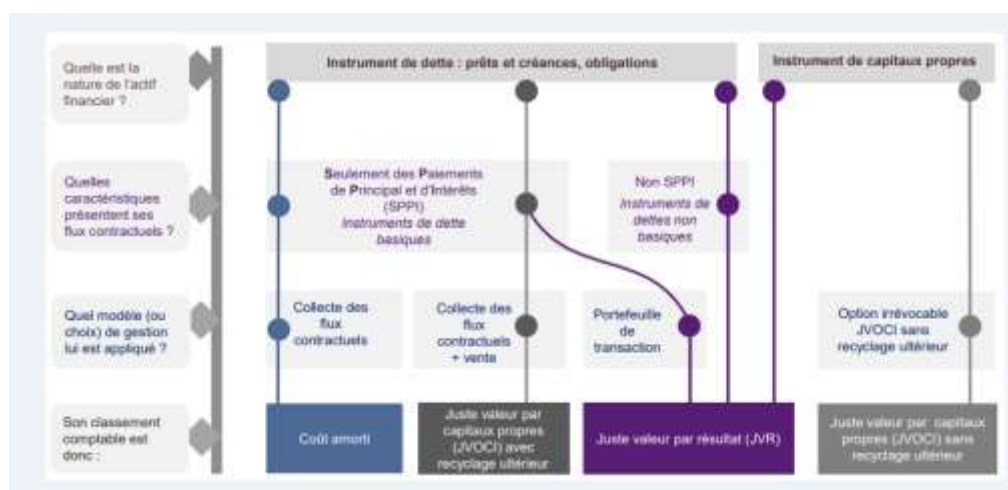 Quelle est la
nature de l'actif
financier ?
Instrument de dette : prêts et créances, obligations
Instrument de capitaux propres
Quelles
caractéristiques
présentent ses
flux contractuels ?
Seulement des Paiements
de Principal et d'Intérêts
(SPPI)
Instruments de dette
basiques
Non SPPI
Instruments de
dettes non
basiques
Quel modèle (ou
choix) de gestion
lui est appliqué ?
Collecte des
flux
contractuels
Collecte des
flux
contractuels
+ vente
Portefeuille
de
transaction
Option irrévocable
JVOCI sans
recyclage ultérieur
Son classement
comptable est
donc :
Coût amorti
Juste valeur par
capitaux propres
(JVOCI) avec
recyclage ultérieur
Juste valeur par résultat (JVR)
Juste valeur par capitaux
propres (JVOCI) sans
recyclage ultérieur